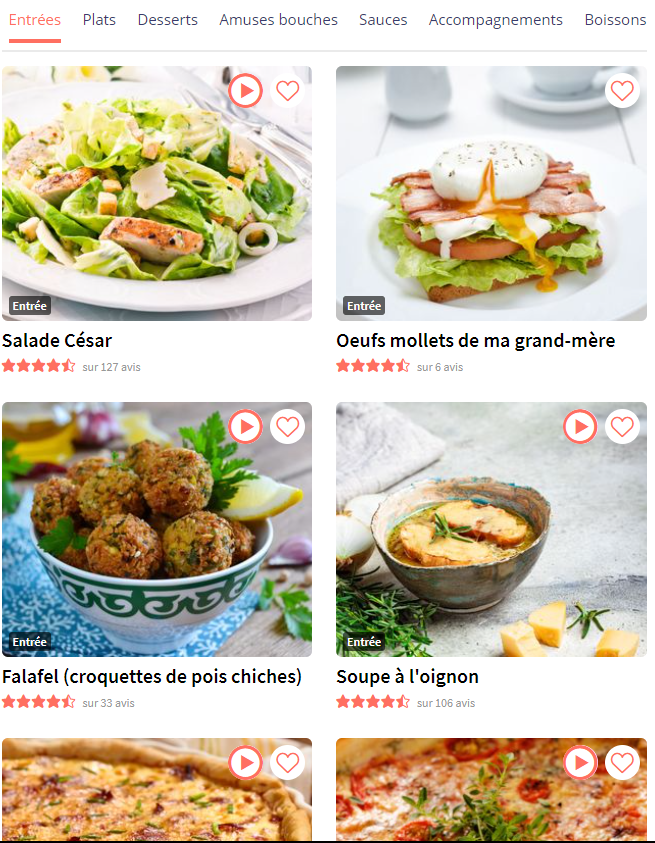 Entrées Plats Desserts Amuses bouches Sauces Accompagnements Boissons
Entrée
Salade César
sur 127 avis
Entrée
Oeufs mollets de ma grand-mère
sur 6 avis
Entrée
Falafel (croquettes de pois chiches)
sur 33 avis
Entrée
Soupe à l'oignon
sur 106 avis